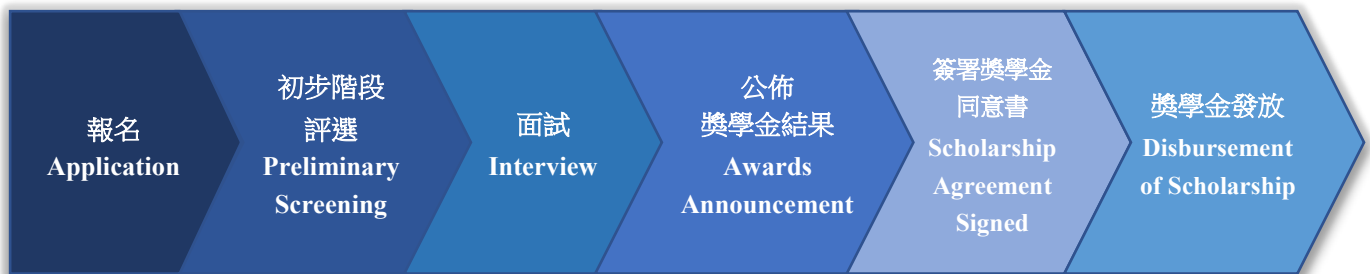 報名
Application
初步階段
評選
Preliminary
Screening
面試
Interview
公佈
獎學金結果
Awards
Announcement
簽署獎學金
同意書
Scholarship
Agreement
Signed
獎學金發放
Disbursement
of Scholarship